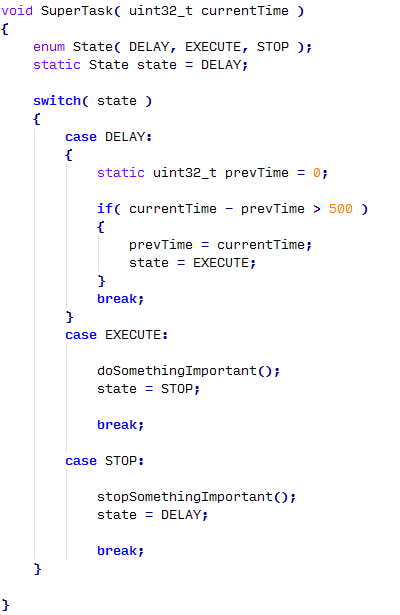 void SuperTask( uint32_t currentTime )
{
    enum State( DELAY, EXECUTE, STOP );
    static State state = DELAY;

    switch( state )
    {
        case DELAY:
        {
            static uint32_t prevTime = 0;

            if( currentTime - prevTime > 500 )
            {
                prevTime = currentTime;
                state = EXECUTE;
            }
            break;
        }
        case EXECUTE:

            doSomethingImportant();
            state = STOP;

            break;

        case STOP:

            stopSomethingImportant();
            state = DELAY;

            break;
    }

}